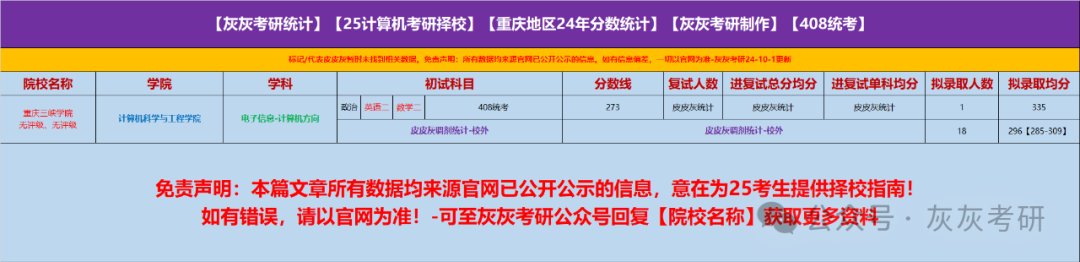 【灰灰考研统计】【25计算机考研择校】【重庆地区24年分数统计】【灰灰考研制作】【408统考】
标记/代表皮皮灰暂时未找到相关数据，免责声明：所有数据均来源官网已公开公示的信息，如有信息偏差，一切以官网为准-灰灰考研24-10-1更新
院校名称 学院 学科 初试科目 分数线 复试人数 进复试总分均分 进复试单科均分 拟录取人数 拟录取均分
重庆三峡学院
无评级、无评级
计算机科学与工程学院 电子信息-计算机方向 政治 英语二 数学二 408统考 273 皮皮灰统计 皮皮灰统计 皮皮灰统计 1 335
皮皮灰调剂统计-校外 皮皮灰调剂统计-校外 18 296【285-309】
免责声明：本篇文章所有数据均来源官网已公开公示的信息，意在为25考生提供择校指南！
如有错误，请以官网为准！-可至灰灰考研公众号回复【院校名称】获取更多资料
公众号·灰灰考研